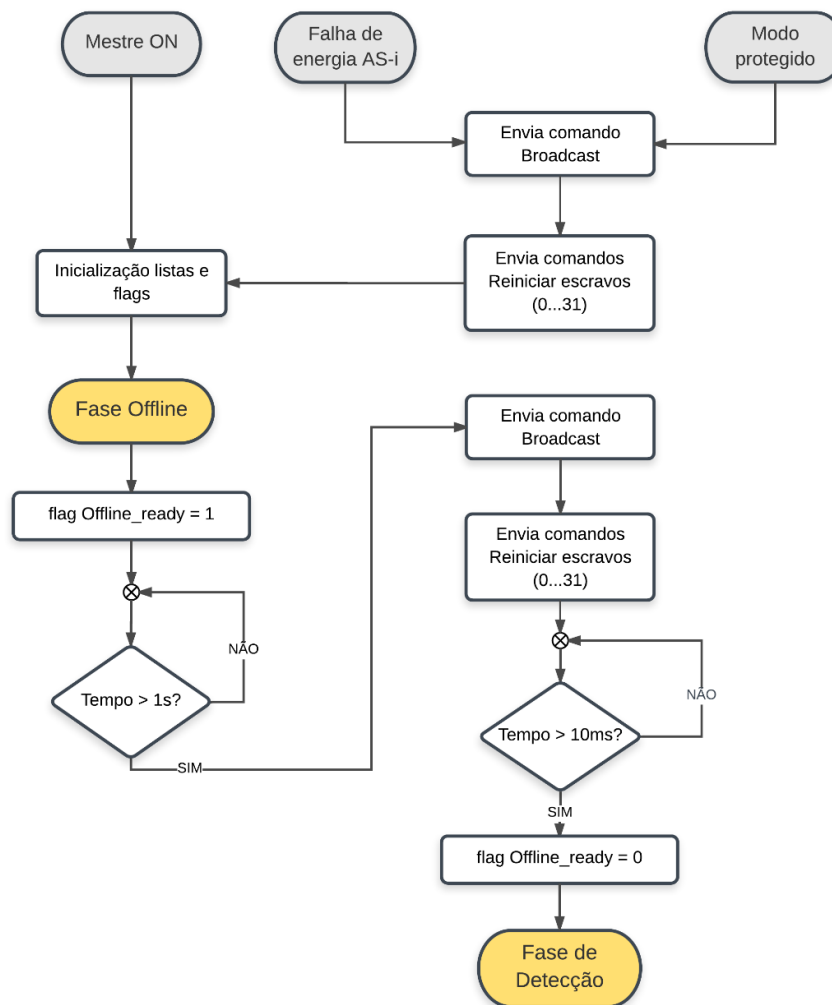 Mestre ON
Falha de
energia AS-i
Modo
protegido
Envia comando
Broadcast
Envia comandos
Reiniciar escravos
(0...31)
Inicialização listas e
flags
Fase Offline
flag Offline_ready = 1
NÃO
Tempo > 1s?
SIM
Envia comando
Broadcast
Envia comandos
Reiniciar escravos
(0...31)
NÃO
Tempo > 10ms?
SIM
flag Offline_ready = 0
Fase de
Detecção